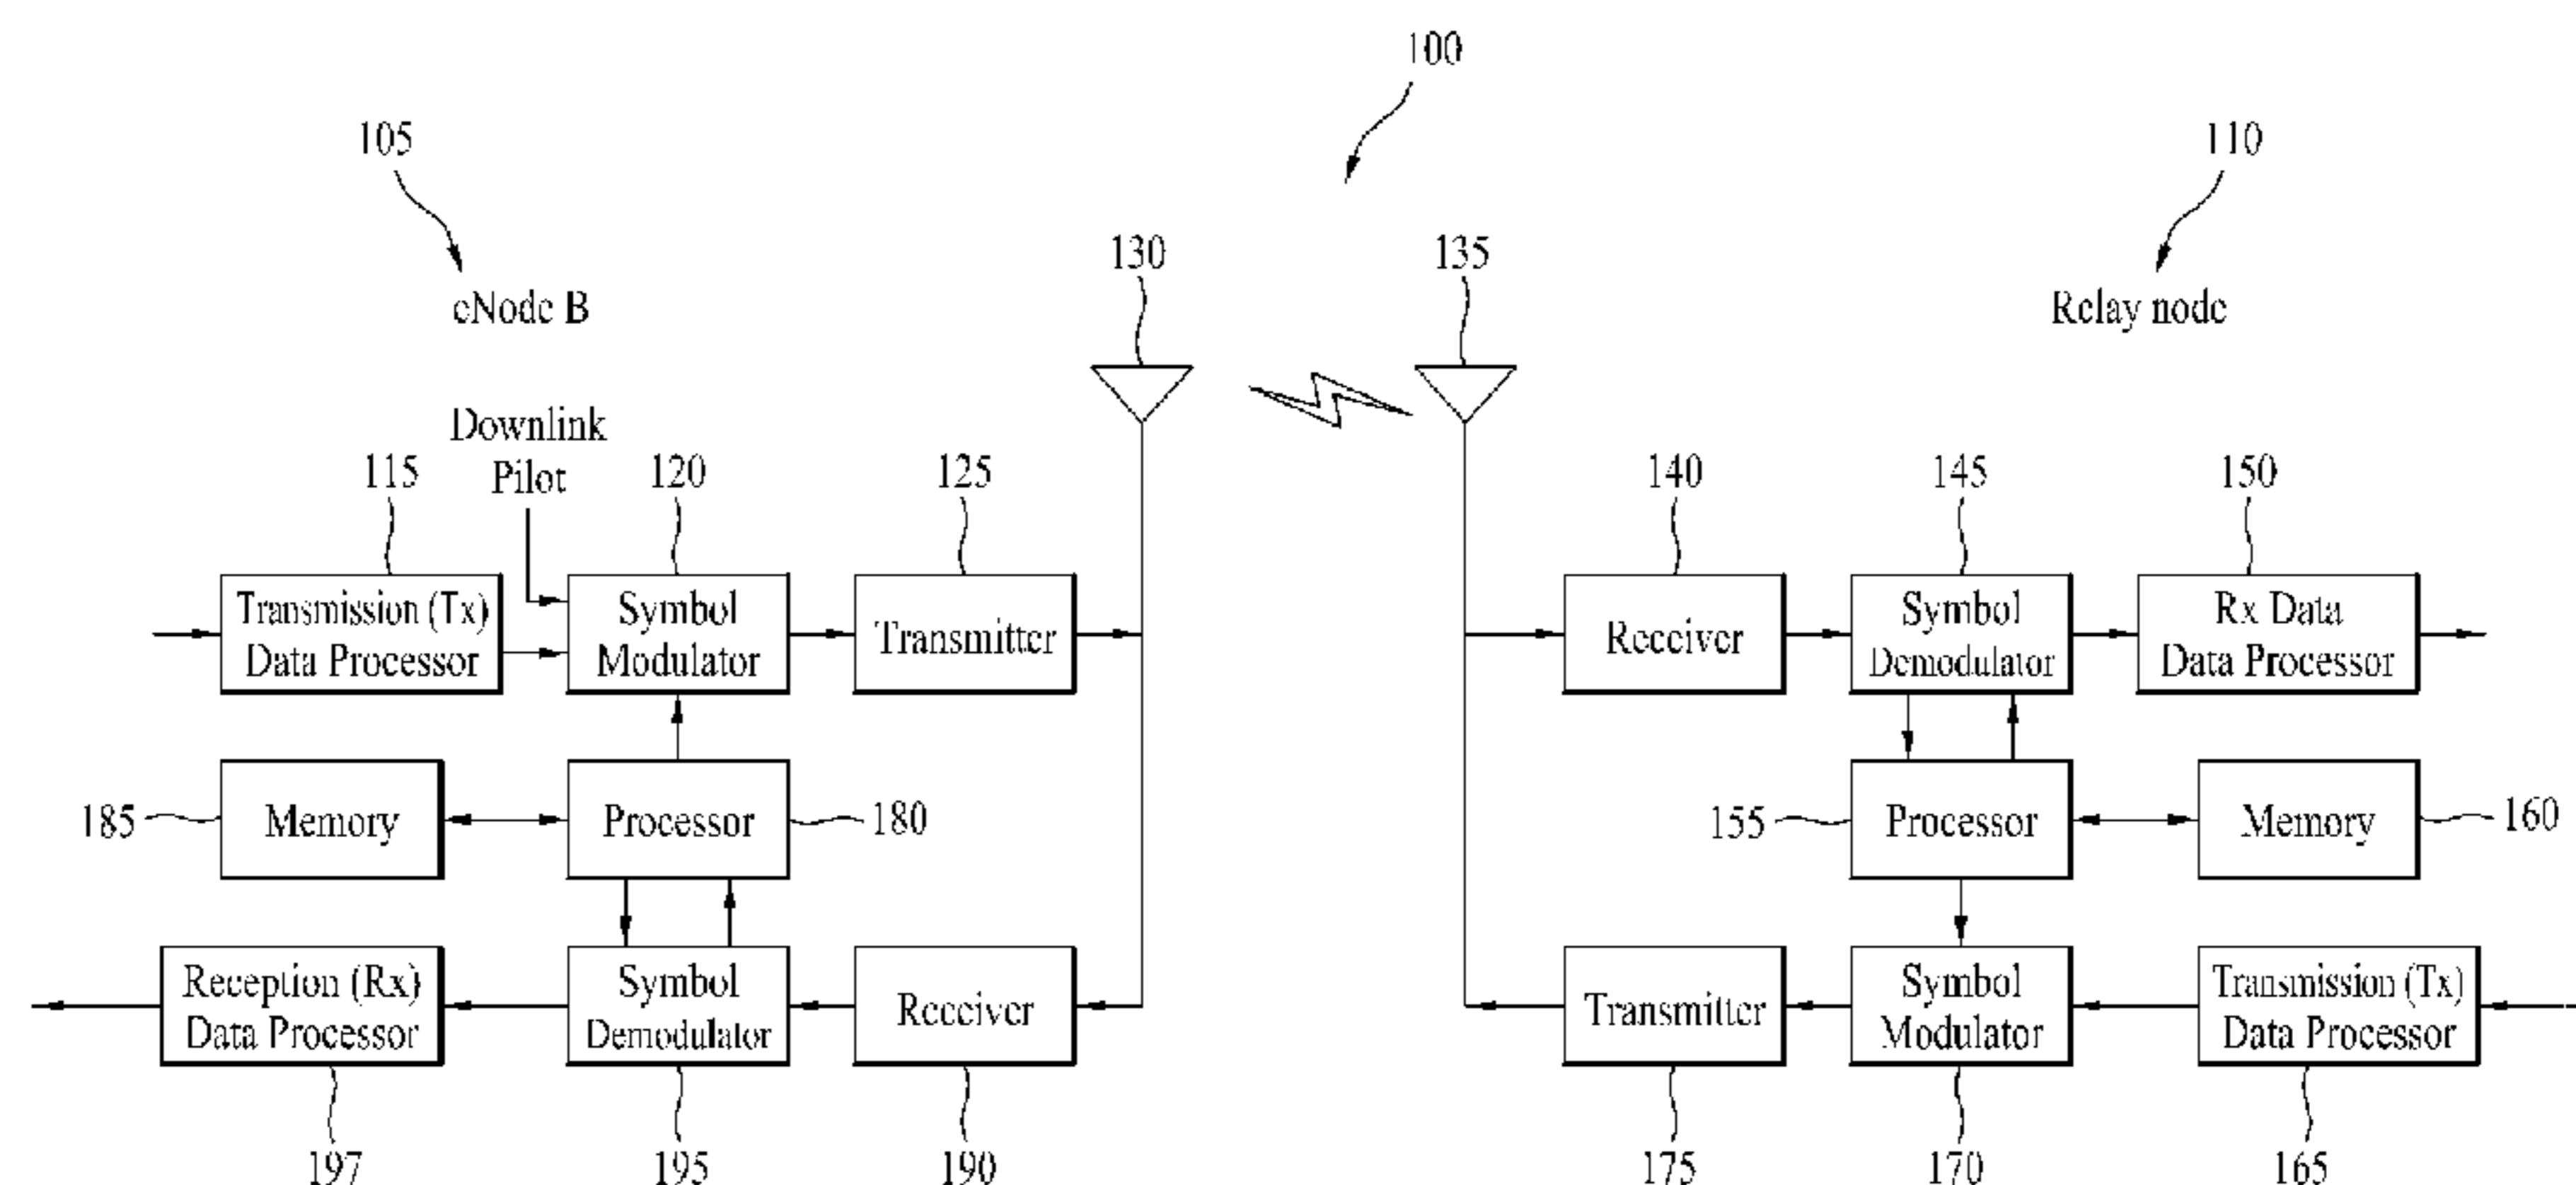 100
105
110
130
135
eNode B
Relay node
Downlink
Pilot
115
120
125
140
145
150
Transmission (Tx)
Data Processor
Symbol
Modulator
Transmitter
Receiver
Symbol
Demodulator
Rx Data
Data Processor
185
Memory
Processor
180
155
Processor
Memory
160
Reception (Rx)
Data Processor
Symbol
Demodulator
Receiver
Transmitter
Symbol
Modulator
Transmission (Tx)
Data Processor
197
195
190
175
170
165